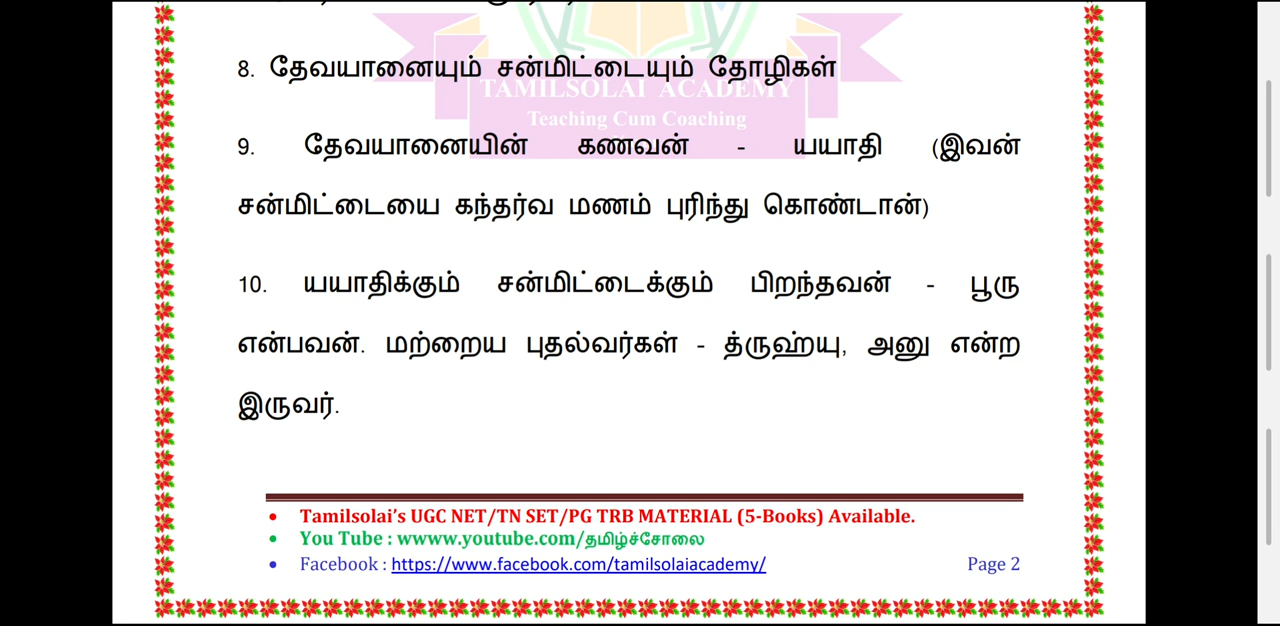 8. தேவயானையும் சன்மிட்டையும் தோழிகள்
TAMILSOLAI ACADEMY
Teaching Cum Coaching
9. தேவயானையின் கணவன் - யயாதி (இவன்
சன்மிட்டையை கந்தர்வ மணம் புரிந்து கொண்டான்)
10. யயாதிக்கும் சன்மிட்டைக்கும் பிறந்தவன் - பூரு
என்பவன். மற்றைய புதல்வர்கள் - த்ருஹ்யு, அனு என்ற
இருவர்.
• Tamilsolai's UGC NET/TN SET/PG TRB MATERIAL (5-Books) Available.
• You Tube : wwww.youtube.com/தமிழ்ச்சோலை
• Facebook : https://www.facebook.com/tamilsolaiacademy/ Page 2